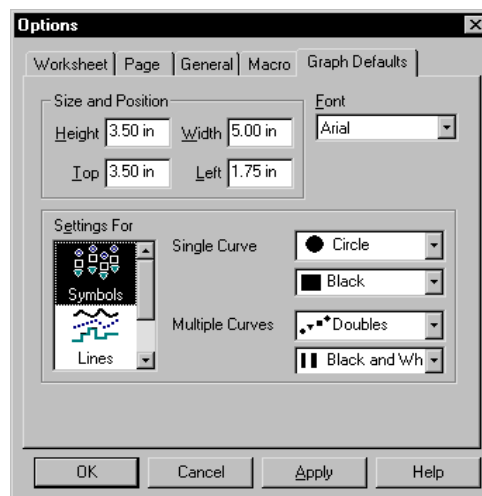 Options
Worksheet Page General Macro Graph Defaults
Size and Position Font
Height 3.50 in Width 5.00 in Arial
Top 3.50 in Left 1.75 in
Settings For
Single Curve Circle
Symbols Black
Multiple Curves Doubles
Lines Black and Wh
OK Cancel Apply Help